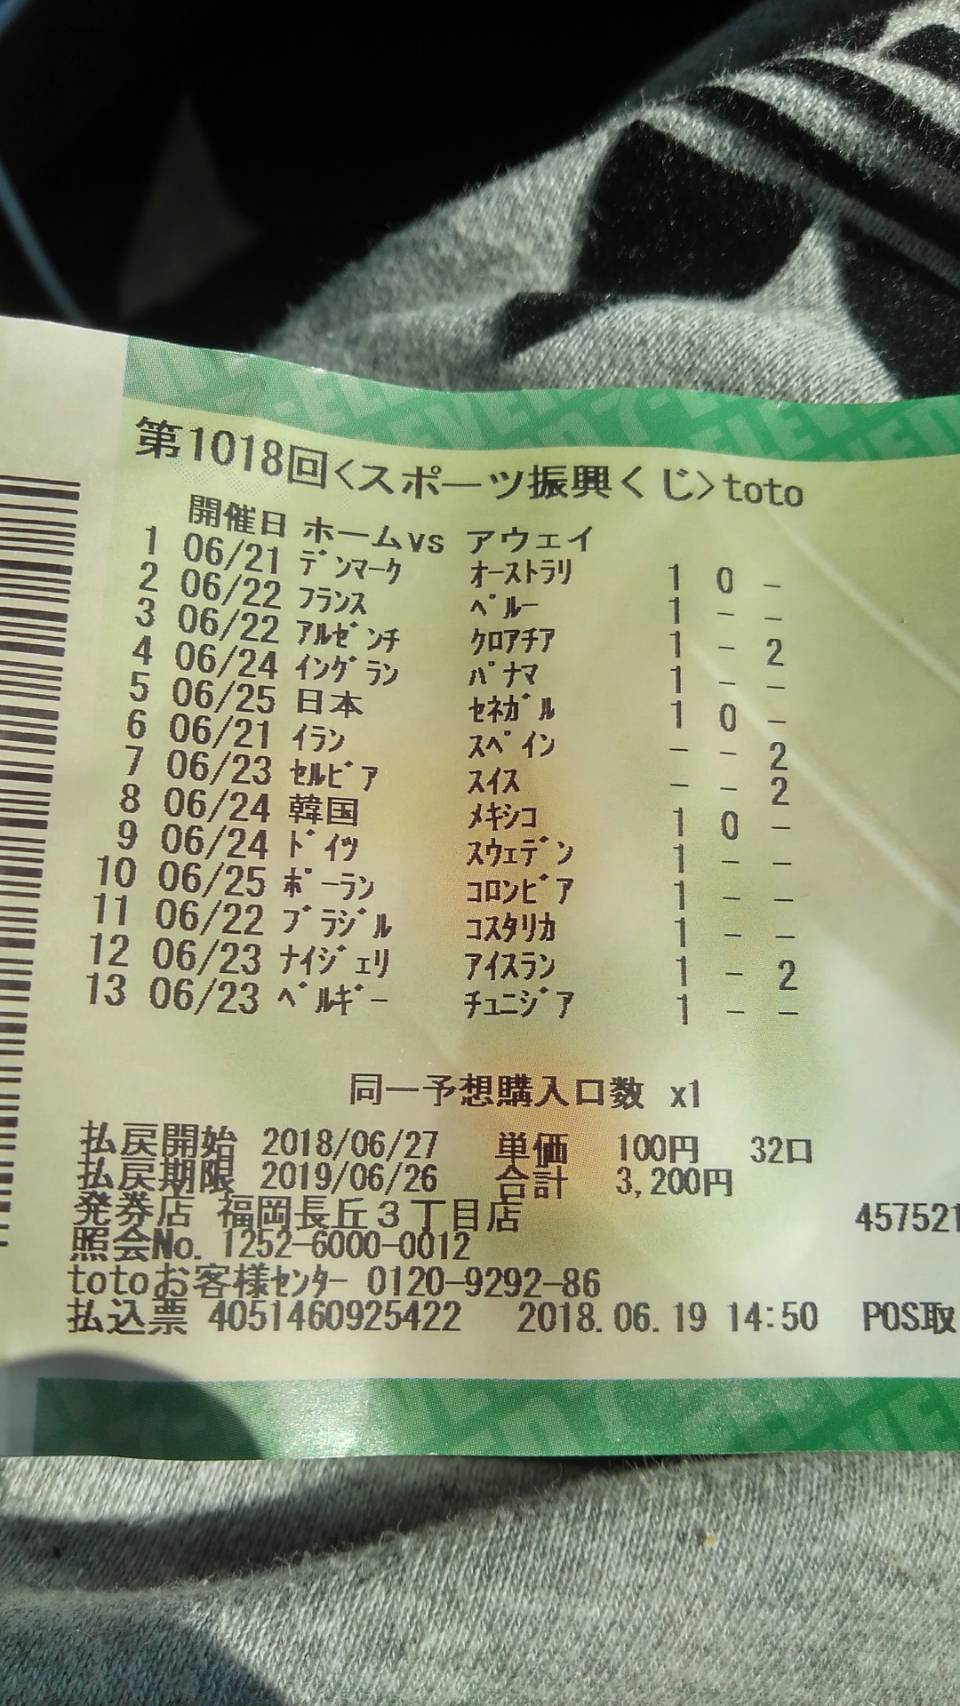 第1018回<スポーツ振興くじ>toto
開催日 ホームvs アウェイ
1 06/21 ﾃﾞﾝﾏｰｸ ｵｰｽﾄﾗﾘ 1 0 -
2 06/22 ﾌﾗﾝｽ ﾍﾟﾙｰ 1 - -
3 06/22 ｱﾙｾﾞﾝﾁ ｸﾛｱﾁｱ 1 - 2
4 06/24 ｲﾝｸﾞﾗﾝ ﾊﾟﾅﾏ 1 - -
5 06/25 日本 ｾﾈｶﾞﾙ 1 0 -
6 06/21 ｲﾗﾝ ｽﾍﾟｲﾝ - - 2
7 06/23 ｾﾙﾋﾞｱ ｽｲｽ - - 2
8 06/24 韓国 ﾒｷｼｺ 1 0 -
9 06/24 ﾄﾞｲﾂ ｽｳｪﾃﾞﾝ 1 - -
10 06/25 ﾎﾟｰﾗﾝ ｺﾛﾝﾋﾞｱ 1 - -
11 06/22 ﾌﾞﾗｼﾞﾙ ｺｽﾀﾘｶ 1 - -
12 06/23 ﾅｲｼﾞｪﾘ ｱｲｽﾗﾝ 1 - 2
13 06/23 ﾍﾞﾙｷﾞｰ ﾁｭﾆｼﾞｱ 1 - -
同一予想購入口数 x1
払戻開始 2018/06/27 単価 100円 32口
払戻期限 2019/06/26 合計 3,200円
発券店 福岡長丘3丁目店 457521
照会No. 1252-6000-0012
totoお客様ｾﾝﾀｰ 0120-9292-86
払込票 4051460925422 2018.06.19 14:50 POS取